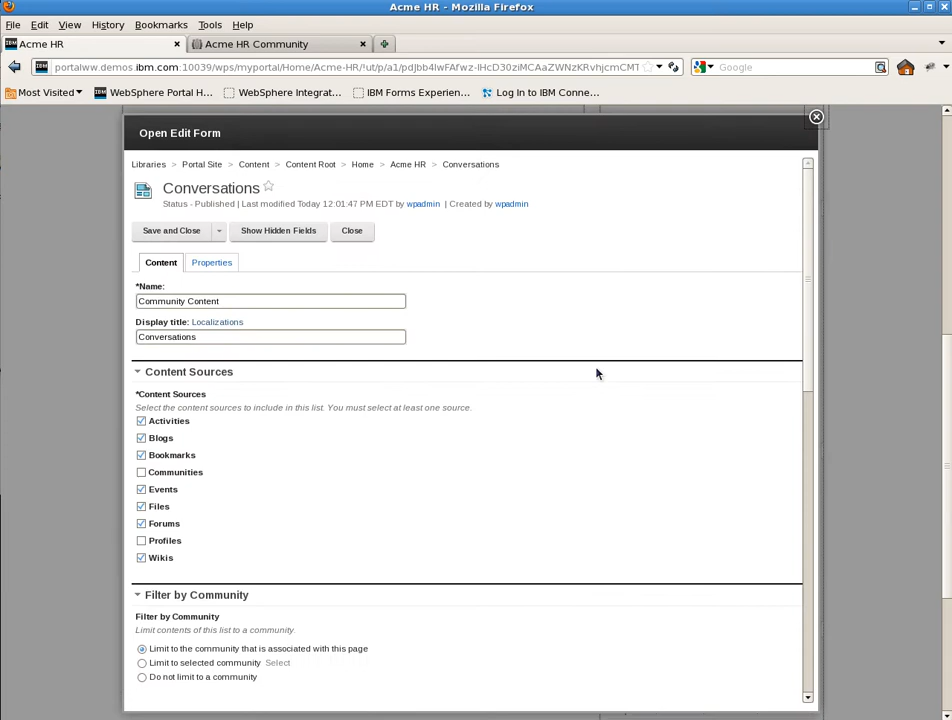 Acme HR - Mozilla Firefox
File Edit View History Bookmarks Tools Help
IBM Acme HR Acme HR Community
IBM portalww.demos.ibm.com:10039/wps/myportal/Home/Acme-HR/
Google
Most Visited IBM WebSphere Portal H... WebSphere Integrat... IBM Forms Experien... Log In to IBM Conne...
Open Edit Form
Libraries > Portal Site > Content > Content Root > Home > Acme HR > Conversations
Conversations
Status - Published | Last modified Today 12:01:47 PM EDT by wpadmin | Created by wpadmin
Save and Close Show Hidden Fields Close
Content Properties
*Name:
Community Content
Display title: Localizations
Conversations
Content Sources
*Content Sources
Select the content sources to include in this list. You must select at least one source.
Activities
Blogs
Bookmarks
Communities
Events
Files
Forums
Profiles
Wikis
Filter by Community
Filter by Community
Limit contents of this list to a community.
Limit to the community that is associated with this page
Limit to selected community Select
Do not limit to a community